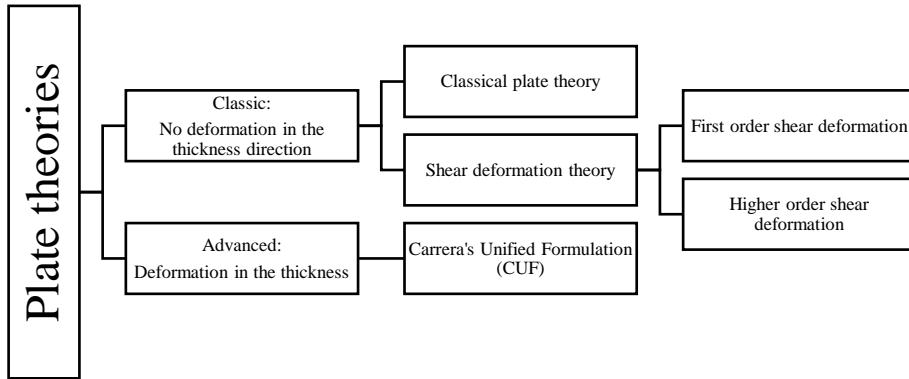 Plate theories
Classic:
No deformation in the
thickness direction
Advanced:
Deformation in the thickness
Classical plate theory
Shear deformation theory
Carrera's Unified Formulation
(CUF)
First order shear deformation
Higher order shear
deformation